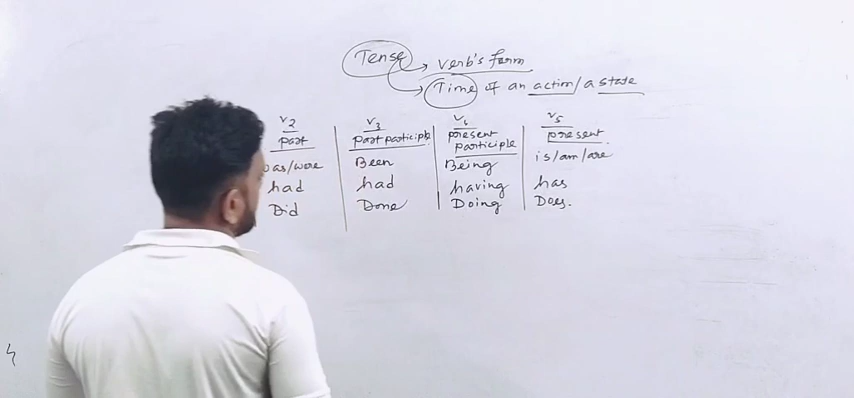 Tense → verb's form
→ Time of an action / a state
v2 v3 v4 v5
past past participle present participle present
was/were Been Being is/am/are
had had having has
Did Done Doing Does.